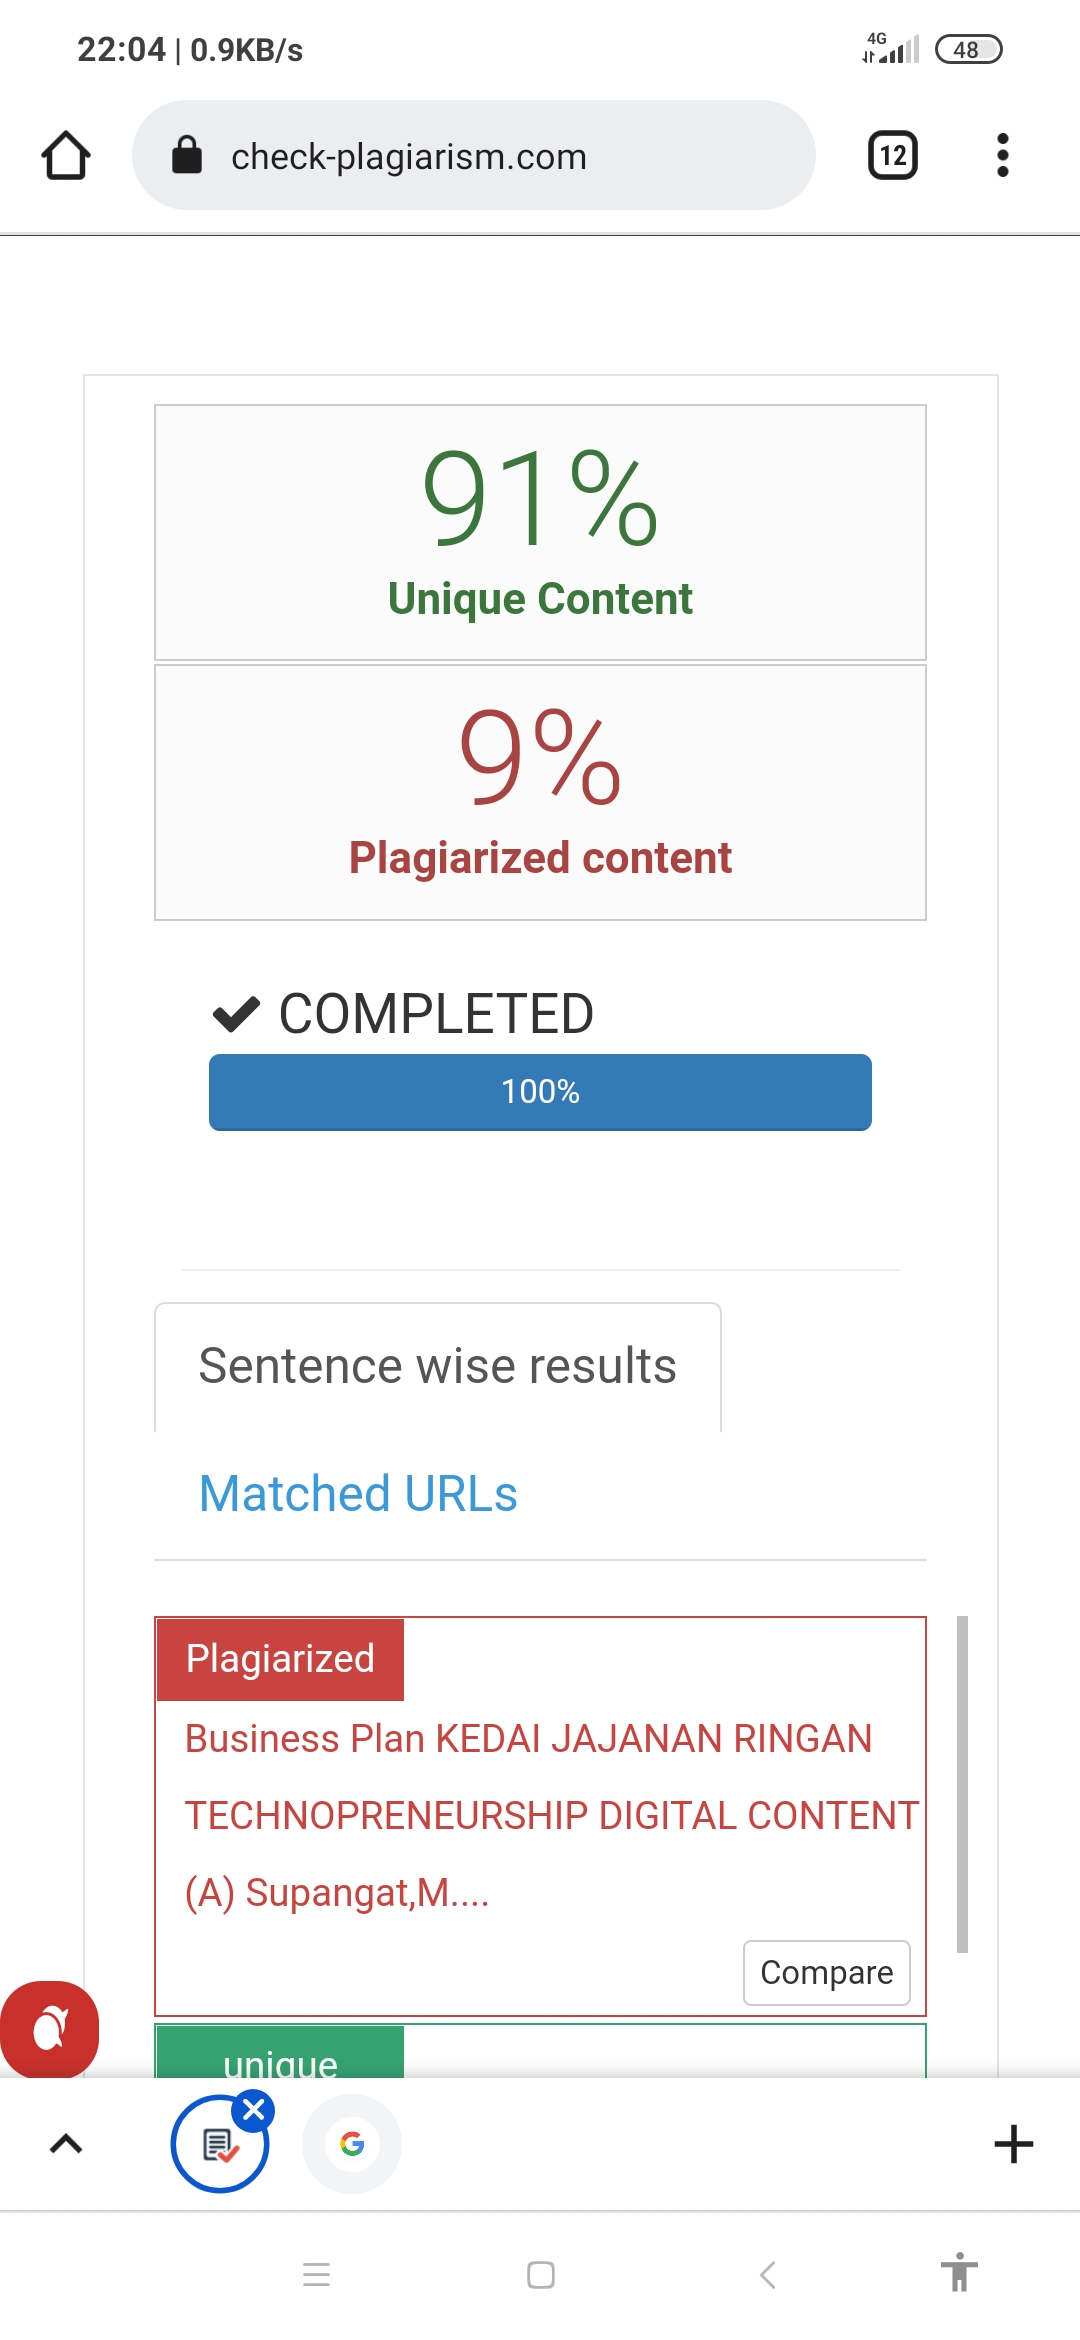 22:04 | 0.9KB/s
4G
48
check-plagiarism.com
12
91%
Unique Content
9%
Plagiarized content
COMPLETED
100%
Sentence wise results
Matched URLs
Plagiarized
Business Plan KEDAI JAJANAN RINGAN
TECHNOPRENEURSHIP DIGITAL CONTENT
(A) Supangat,M....
Compare
unique
G